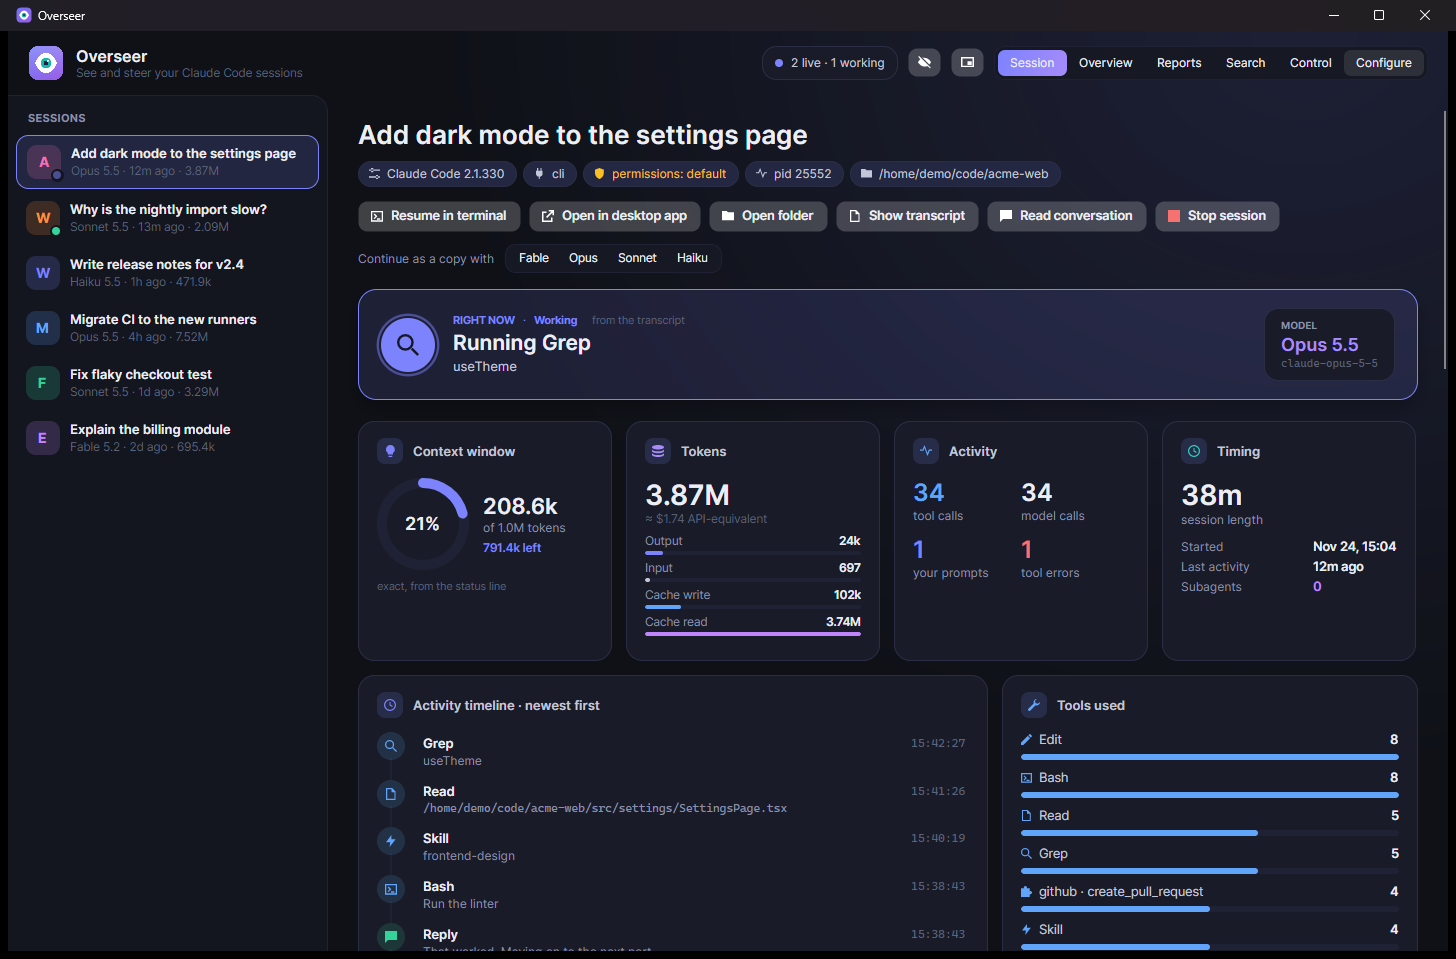 Overseer
Overseer
See and steer your Claude Code sessions
2 live · 1 working
Session
Overview
Reports
Search
Control
Configure
SESSIONS
A
Add dark mode to the settings page
Opus 5.5 · 12m ago · 3.87M
W
Why is the nightly import slow?
Sonnet 5.5 · 13m ago · 2.09M
W
Write release notes for v2.4
Haiku 5.5 · 1h ago · 471.9k
M
Migrate CI to the new runners
Opus 5.5 · 4h ago · 7.52M
F
Fix flaky checkout test
Sonnet 5.5 · 1d ago · 3.29M
E
Explain the billing module
Fable 5.2 · 2d ago · 695.4k
Add dark mode to the settings page
Claude Code 2.1.330
cli
permissions: default
pid 25552
/home/demo/code/acme-web
Resume in terminal
Open in desktop app
Open folder
Show transcript
Read conversation
Stop session
Continue as a copy with
Fable
Opus
Sonnet
Haiku
RIGHT NOW · Working from the transcript
Running Grep
useTheme
MODEL
Opus 5.5
claude-opus-5-5
Context window
21%
208.6k
of 1.0M tokens
791.4k left
exact, from the status line
Tokens
3.87M
≈ $1.74 API-equivalent
Output 24k
Input 697
Cache write 102k
Cache read 3.74M
Activity
34
tool calls
34
model calls
1
your prompts
1
tool errors
Timing
38m
session length
Started Nov 24, 15:04
Last activity 12m ago
Subagents 0
Activity timeline · newest first
Grep 15:42:27
useTheme
Read 15:41:26
/home/demo/code/acme-web/src/settings/SettingsPage.tsx
Skill 15:40:19
frontend-design
Bash 15:38:43
Run the linter
Reply 15:38:43
That worked. Moving on to the next part.
Tools used
Edit 8
Bash 8
Read 5
Grep 5
github · create_pull_request 4
Skill 4